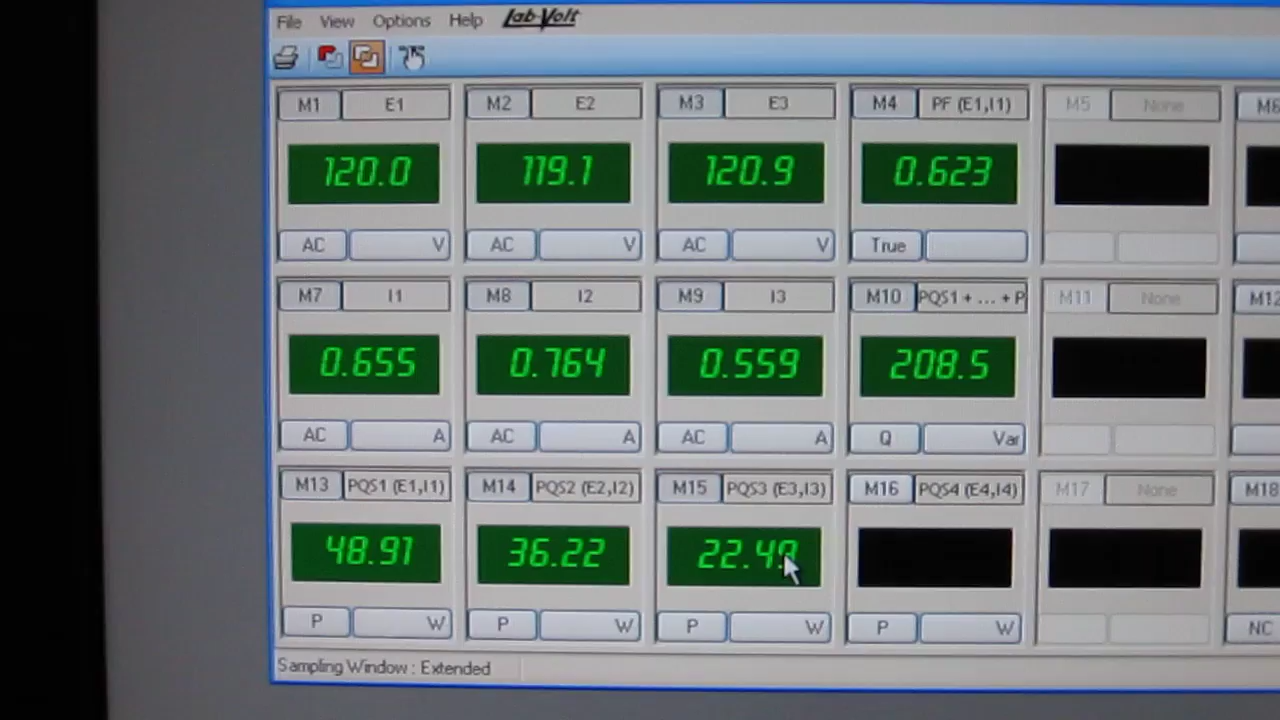 File View Options Help Lab-Volt
M1 E1 M2 E2 M3 E3 M4 PF (E1,I1) M5 None M6
120.0 119.1 120.9 0.623
AC V AC V AC V True
M7 I1 M8 I2 M9 I3 M10 PQS1 + ... + P M11 None M12
0.655 0.764 0.559 208.5
AC A AC A AC A Q Var
M13 PQS1 (E1,I1) M14 PQS2 (E2,I2) M15 PQS3 (E3,I3) M16 PQS4 (E4,I4) M17 None M18
48.91 36.22 22.49
P W P W P W P W NC
Sampling Window : Extended